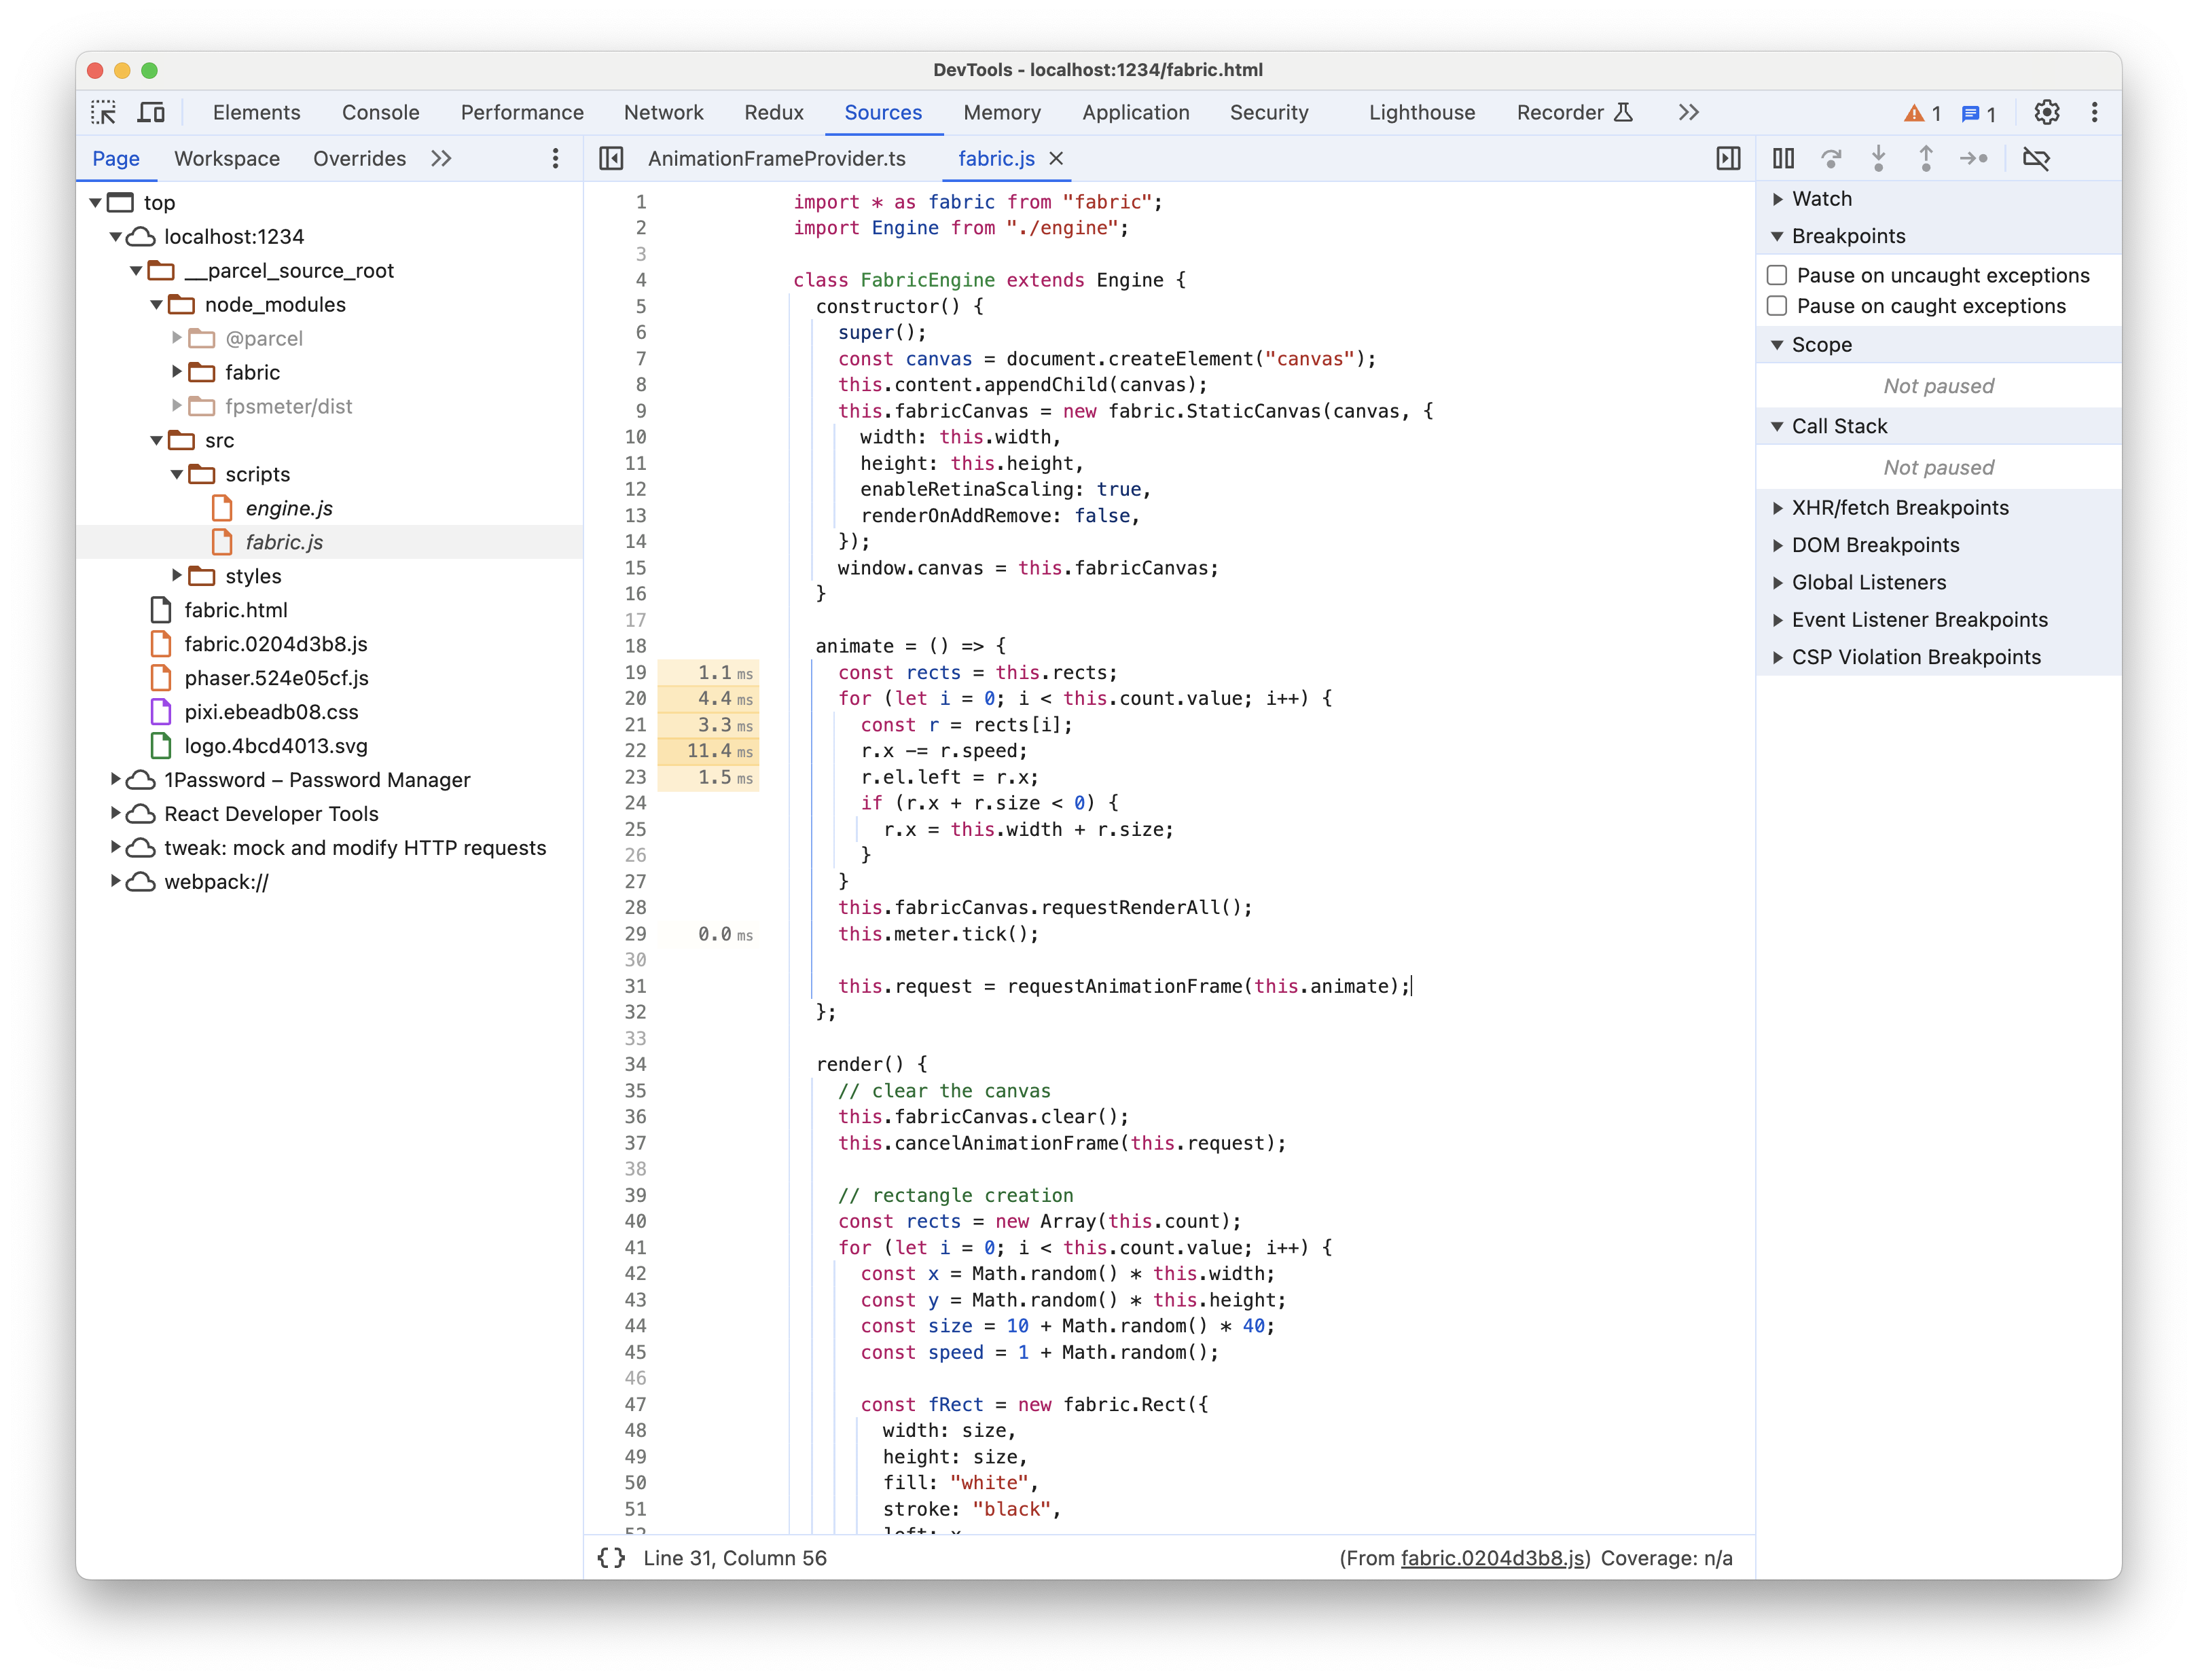 DevTools - localhost:1234/fabric.html
Elements Console Performance Network Redux Sources Memory Application Security Lighthouse Recorder 1 1
Page Workspace Overrides
top
localhost:1234
__parcel_source_root
node_modules
@parcel
fabric
fpsmeter/dist
src
scripts
engine.js
fabric.js
styles
fabric.html
fabric.0204d3b8.js
phaser.524e05cf.js
pixi.ebeadb08.css
logo.4bcd4013.svg
1Password – Password Manager
React Developer Tools
tweak: mock and modify HTTP requests
webpack://
AnimationFrameProvider.ts fabric.js
1 import * as fabric from "fabric";
2 import Engine from "./engine";
3
4 class FabricEngine extends Engine {
5 constructor() {
6 super();
7 const canvas = document.createElement("canvas");
8 this.content.appendChild(canvas);
9 this.fabricCanvas = new fabric.StaticCanvas(canvas, {
10 width: this.width,
11 height: this.height,
12 enableRetinaScaling: true,
13 renderOnAddRemove: false,
14 });
15 window.canvas = this.fabricCanvas;
16 }
17
18 animate = () => {
19 1.1 ms const rects = this.rects;
20 4.4 ms for (let i = 0; i < this.count.value; i++) {
21 3.3 ms const r = rects[i];
22 11.4 ms r.x -= r.speed;
23 1.5 ms r.el.left = r.x;
24 if (r.x + r.size < 0) {
25 r.x = this.width + r.size;
26 }
27 }
28 this.fabricCanvas.requestRenderAll();
29 0.0 ms this.meter.tick();
30
31 this.request = requestAnimationFrame(this.animate);
32 };
33
34 render() {
35 // clear the canvas
36 this.fabricCanvas.clear();
37 this.cancelAnimationFrame(this.request);
38
39 // rectangle creation
40 const rects = new Array(this.count);
41 for (let i = 0; i < this.count.value; i++) {
42 const x = Math.random() * this.width;
43 const y = Math.random() * this.height;
44 const size = 10 + Math.random() * 40;
45 const speed = 1 + Math.random();
46
47 const fRect = new fabric.Rect({
48 width: size,
49 height: size,
50 fill: "white",
51 stroke: "black",
52 left: x
{} Line 31, Column 56 (From fabric.0204d3b8.js) Coverage: n/a
Watch
Breakpoints
Pause on uncaught exceptions
Pause on caught exceptions
Scope
Not paused
Call Stack
Not paused
XHR/fetch Breakpoints
DOM Breakpoints
Global Listeners
Event Listener Breakpoints
CSP Violation Breakpoints